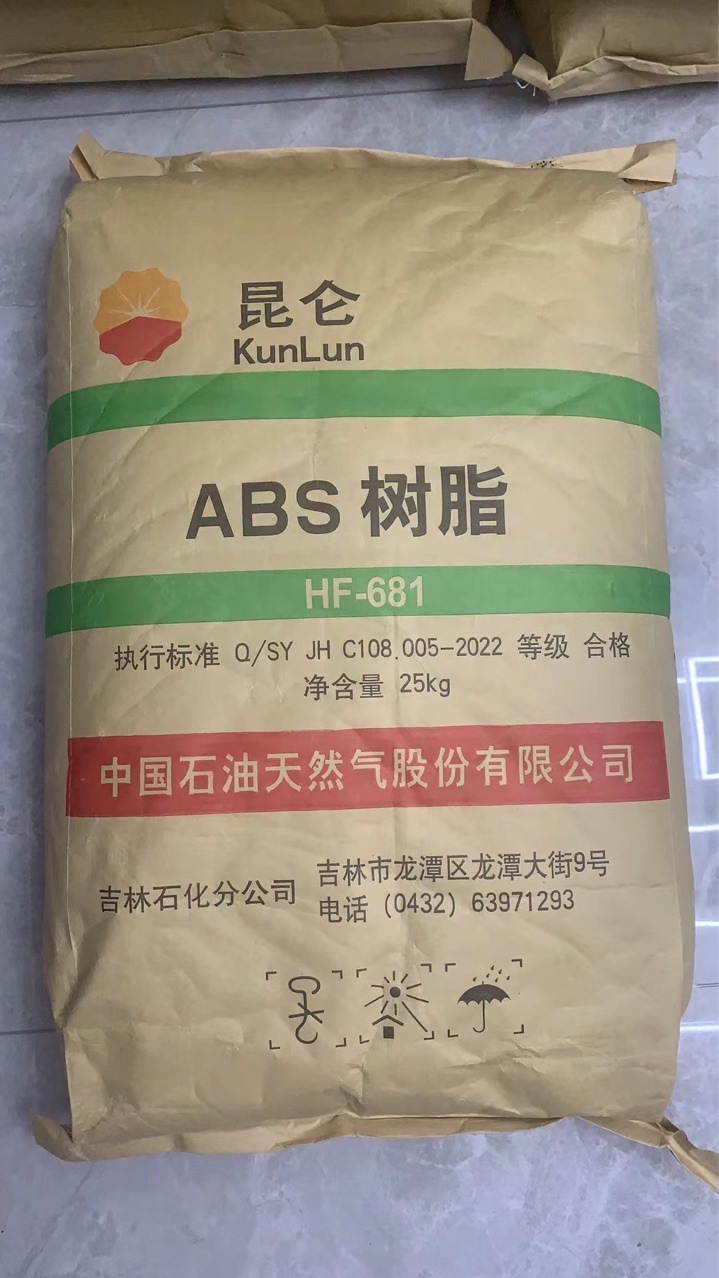 昆仑
KunLun
ABS 树脂
HF-681
执行标准 Q/SY JH C108.005-2022 等级 合格
净含量 25kg
中国石油天然气股份有限公司
吉林石化分公司
吉林市龙潭区龙潭大街9号
电话（0432）63971293